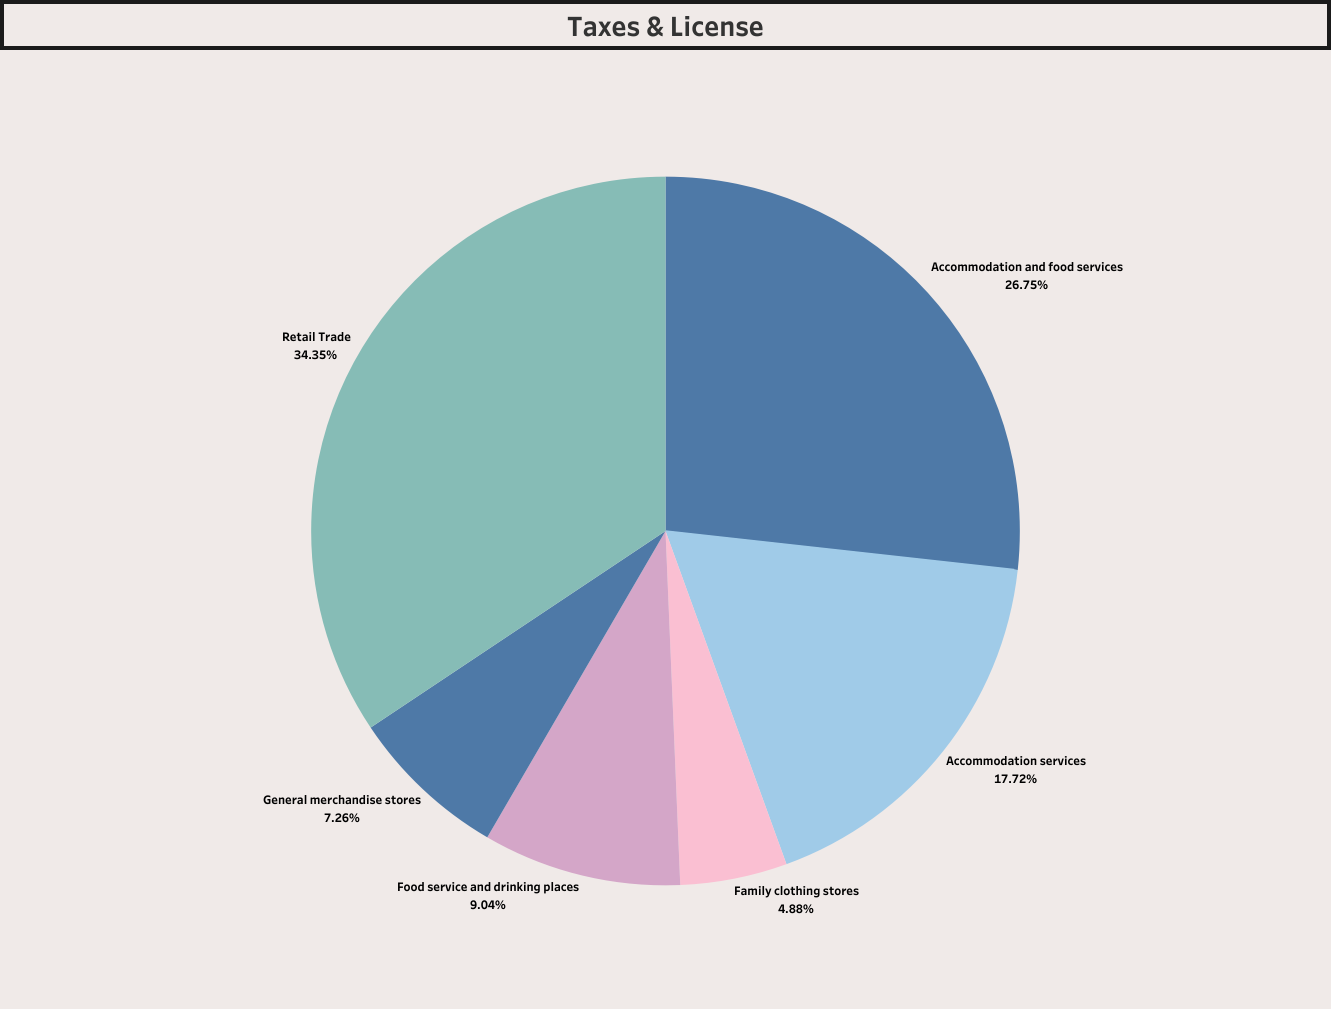 Taxes & License
Accommodation and food services
26.75%
Retail Trade
34.35%
Accommodation services
17.72%
General merchandise stores
7.26%
Food service and drinking places
9.04%
Family clothing stores
4.88%